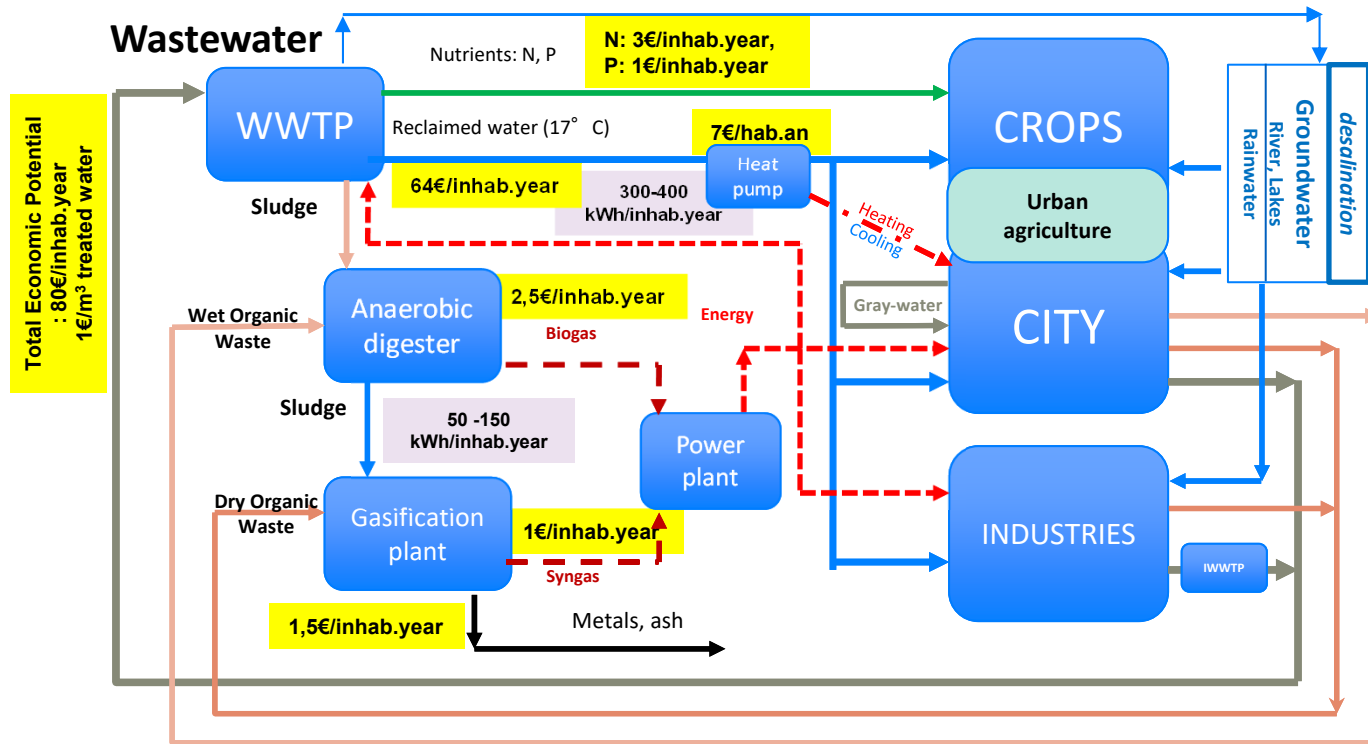 Wastewater
Nutrients: N, P
N: 3€/inhab.year,
P: 1€/inhab.year
WWTP
CROPS
Reclaimed water (17° C)
7€/hab.an
Heat
pump
64€/inhab.year
300-400
kWh/inhab.year
Sludge
Heating
Cooling
Urban
agriculture
desalination
Groundwater
River, Lakes
Rainwater
Total Economic Potential
: 80€/inhab.year
1€/m³ treated water
Anaerobic
digester
2,5€/inhab.year
Biogas
Energy
Gray-water
CITY
Wet Organic
Waste
Sludge
50 -150
kWh/inhab.year
Power
plant
Dry Organic
Waste
Gasification
plant
1€/inhab.year
Syngas
INDUSTRIES
IWWTP
1,5€/inhab.year
Metals, ash